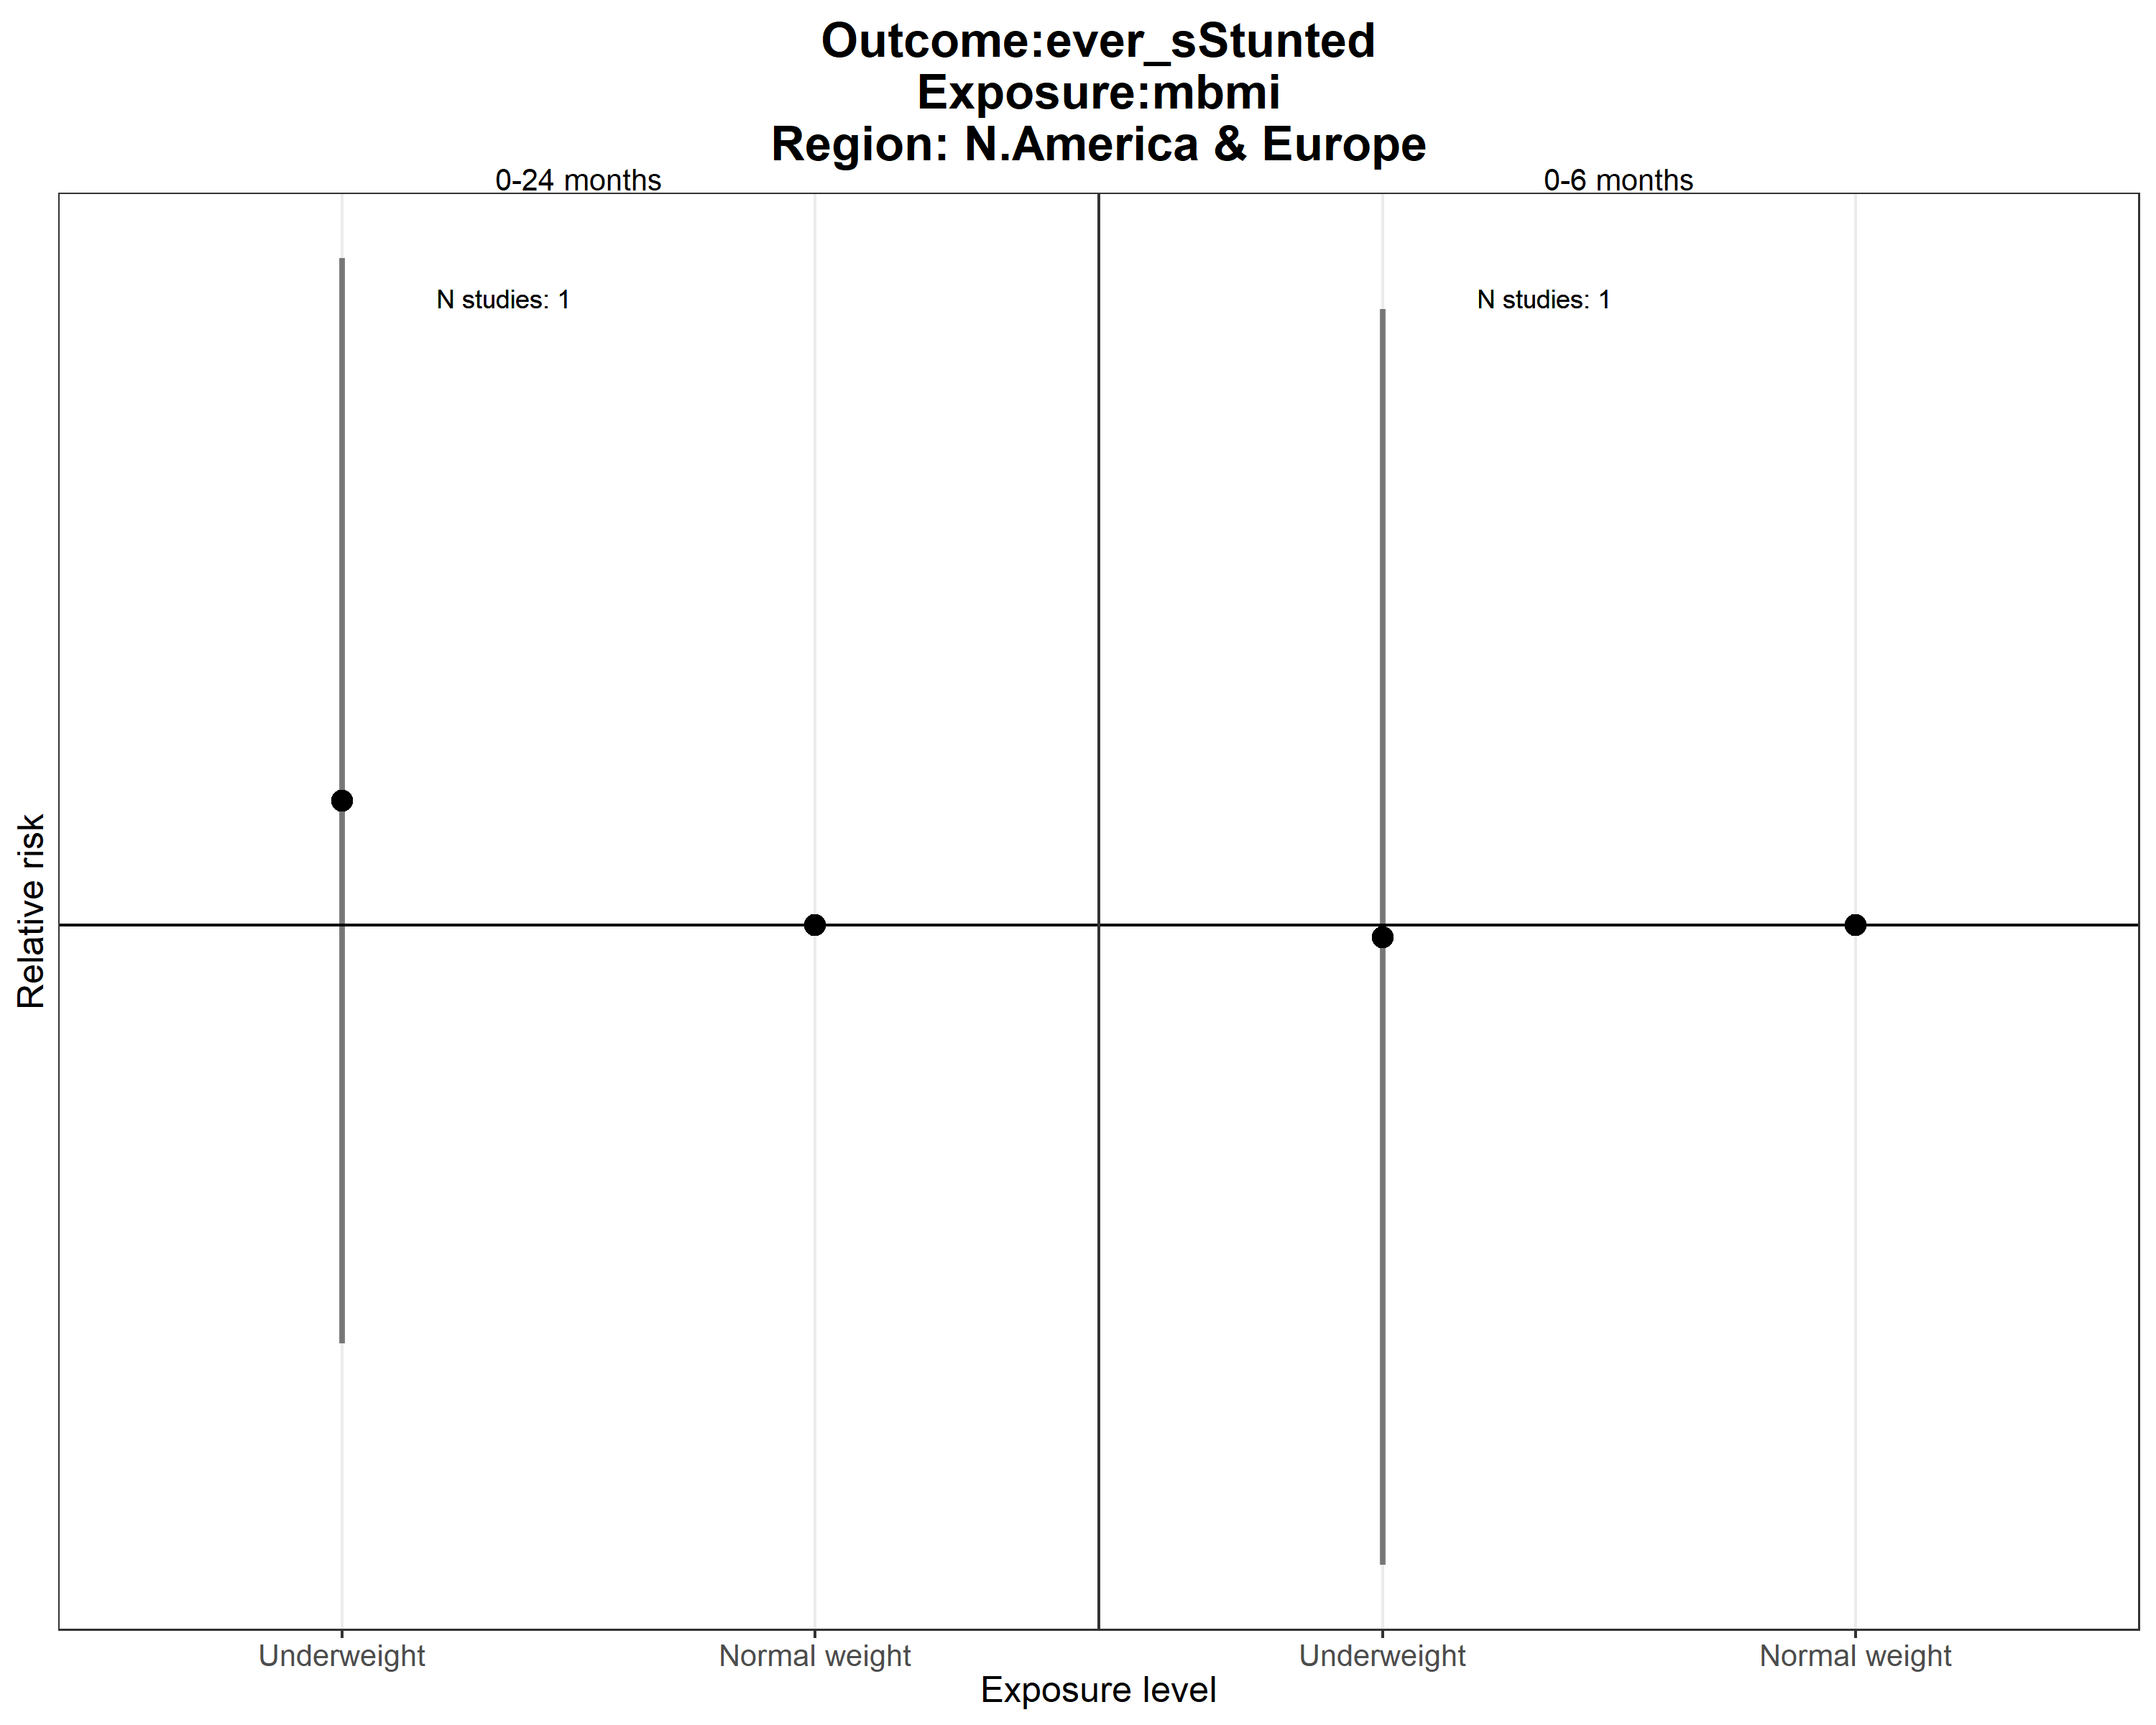 Outcome:ever_sStunted
Exposure:mbmi
Region: N.America & Europe
0-24 months
0-6 months
N studies: 1
N studies: 1
Relative risk
Underweight
Normal weight
Underweight
Normal weight
Exposure level